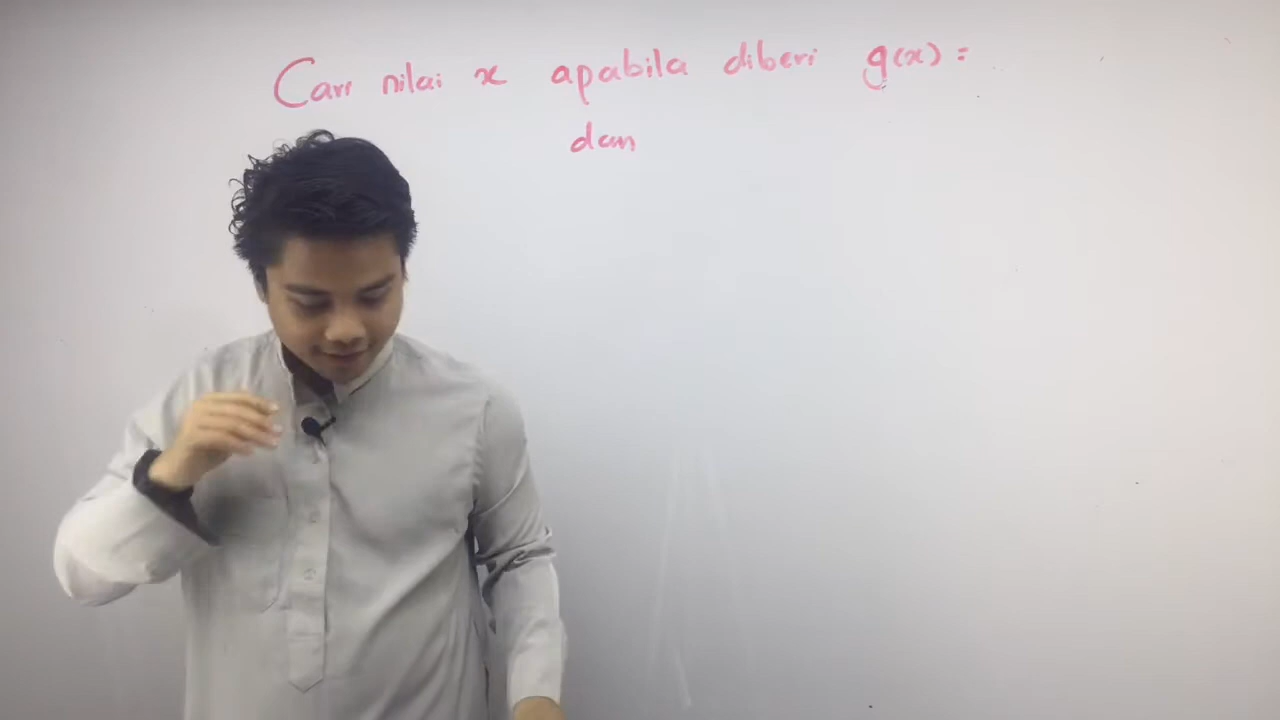 Cari nilai x apabila diberi g(x) =
dan